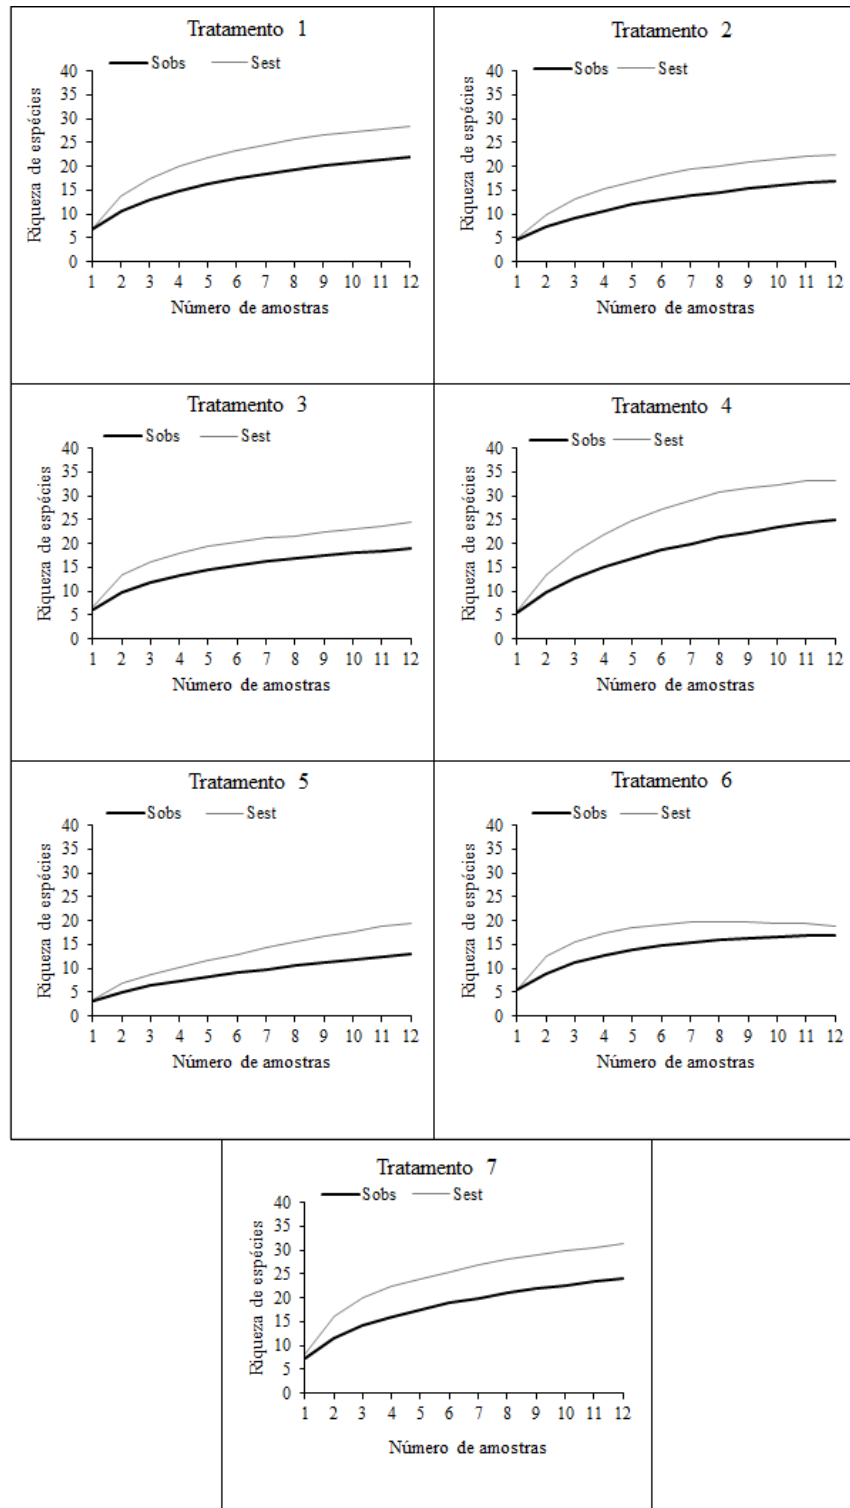 Tratamento 1
Sobs Sest
Riqueza de espécies
40
35
30
25
20
15
10
5
0
1 2 3 4 5 6 7 8 9 10 11 12
Número de amostras
Tratamento 2
Sobs Sest
Riqueza de espécies
40
35
30
25
20
15
10
5
0
1 2 3 4 5 6 7 8 9 10 11 12
Número de amostras
Tratamento 3
Sobs Sest
Riqueza de espécies
40
35
30
25
20
15
10
5
0
1 2 3 4 5 6 7 8 9 10 11 12
Número de amostras
Tratamento 4
Sobs Sest
Riqueza de espécies
40
35
30
25
20
15
10
5
0
1 2 3 4 5 6 7 8 9 10 11 12
Número de amostras
Tratamento 5
Sobs Sest
Riqueza de espécies
40
35
30
25
20
15
10
5
0
1 2 3 4 5 6 7 8 9 10 11 12
Número de amostras
Tratamento 6
Sobs Sest
Riqueza de espécies
40
35
30
25
20
15
10
5
0
1 2 3 4 5 6 7 8 9 10 11 12
Número de amostras
Tratamento 7
Sobs Sest
Riqueza de espécies
40
35
30
25
20
15
10
5
0
1 2 3 4 5 6 7 8 9 10 11 12
Número de amostras